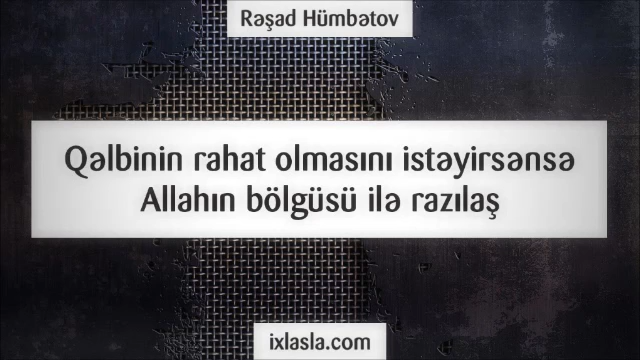 Rəşad Hümbətov
Qəlbinin rahat olmasını istəyirsənsə
Allahın bölgüsü ilə razılaş
ixlasla.com